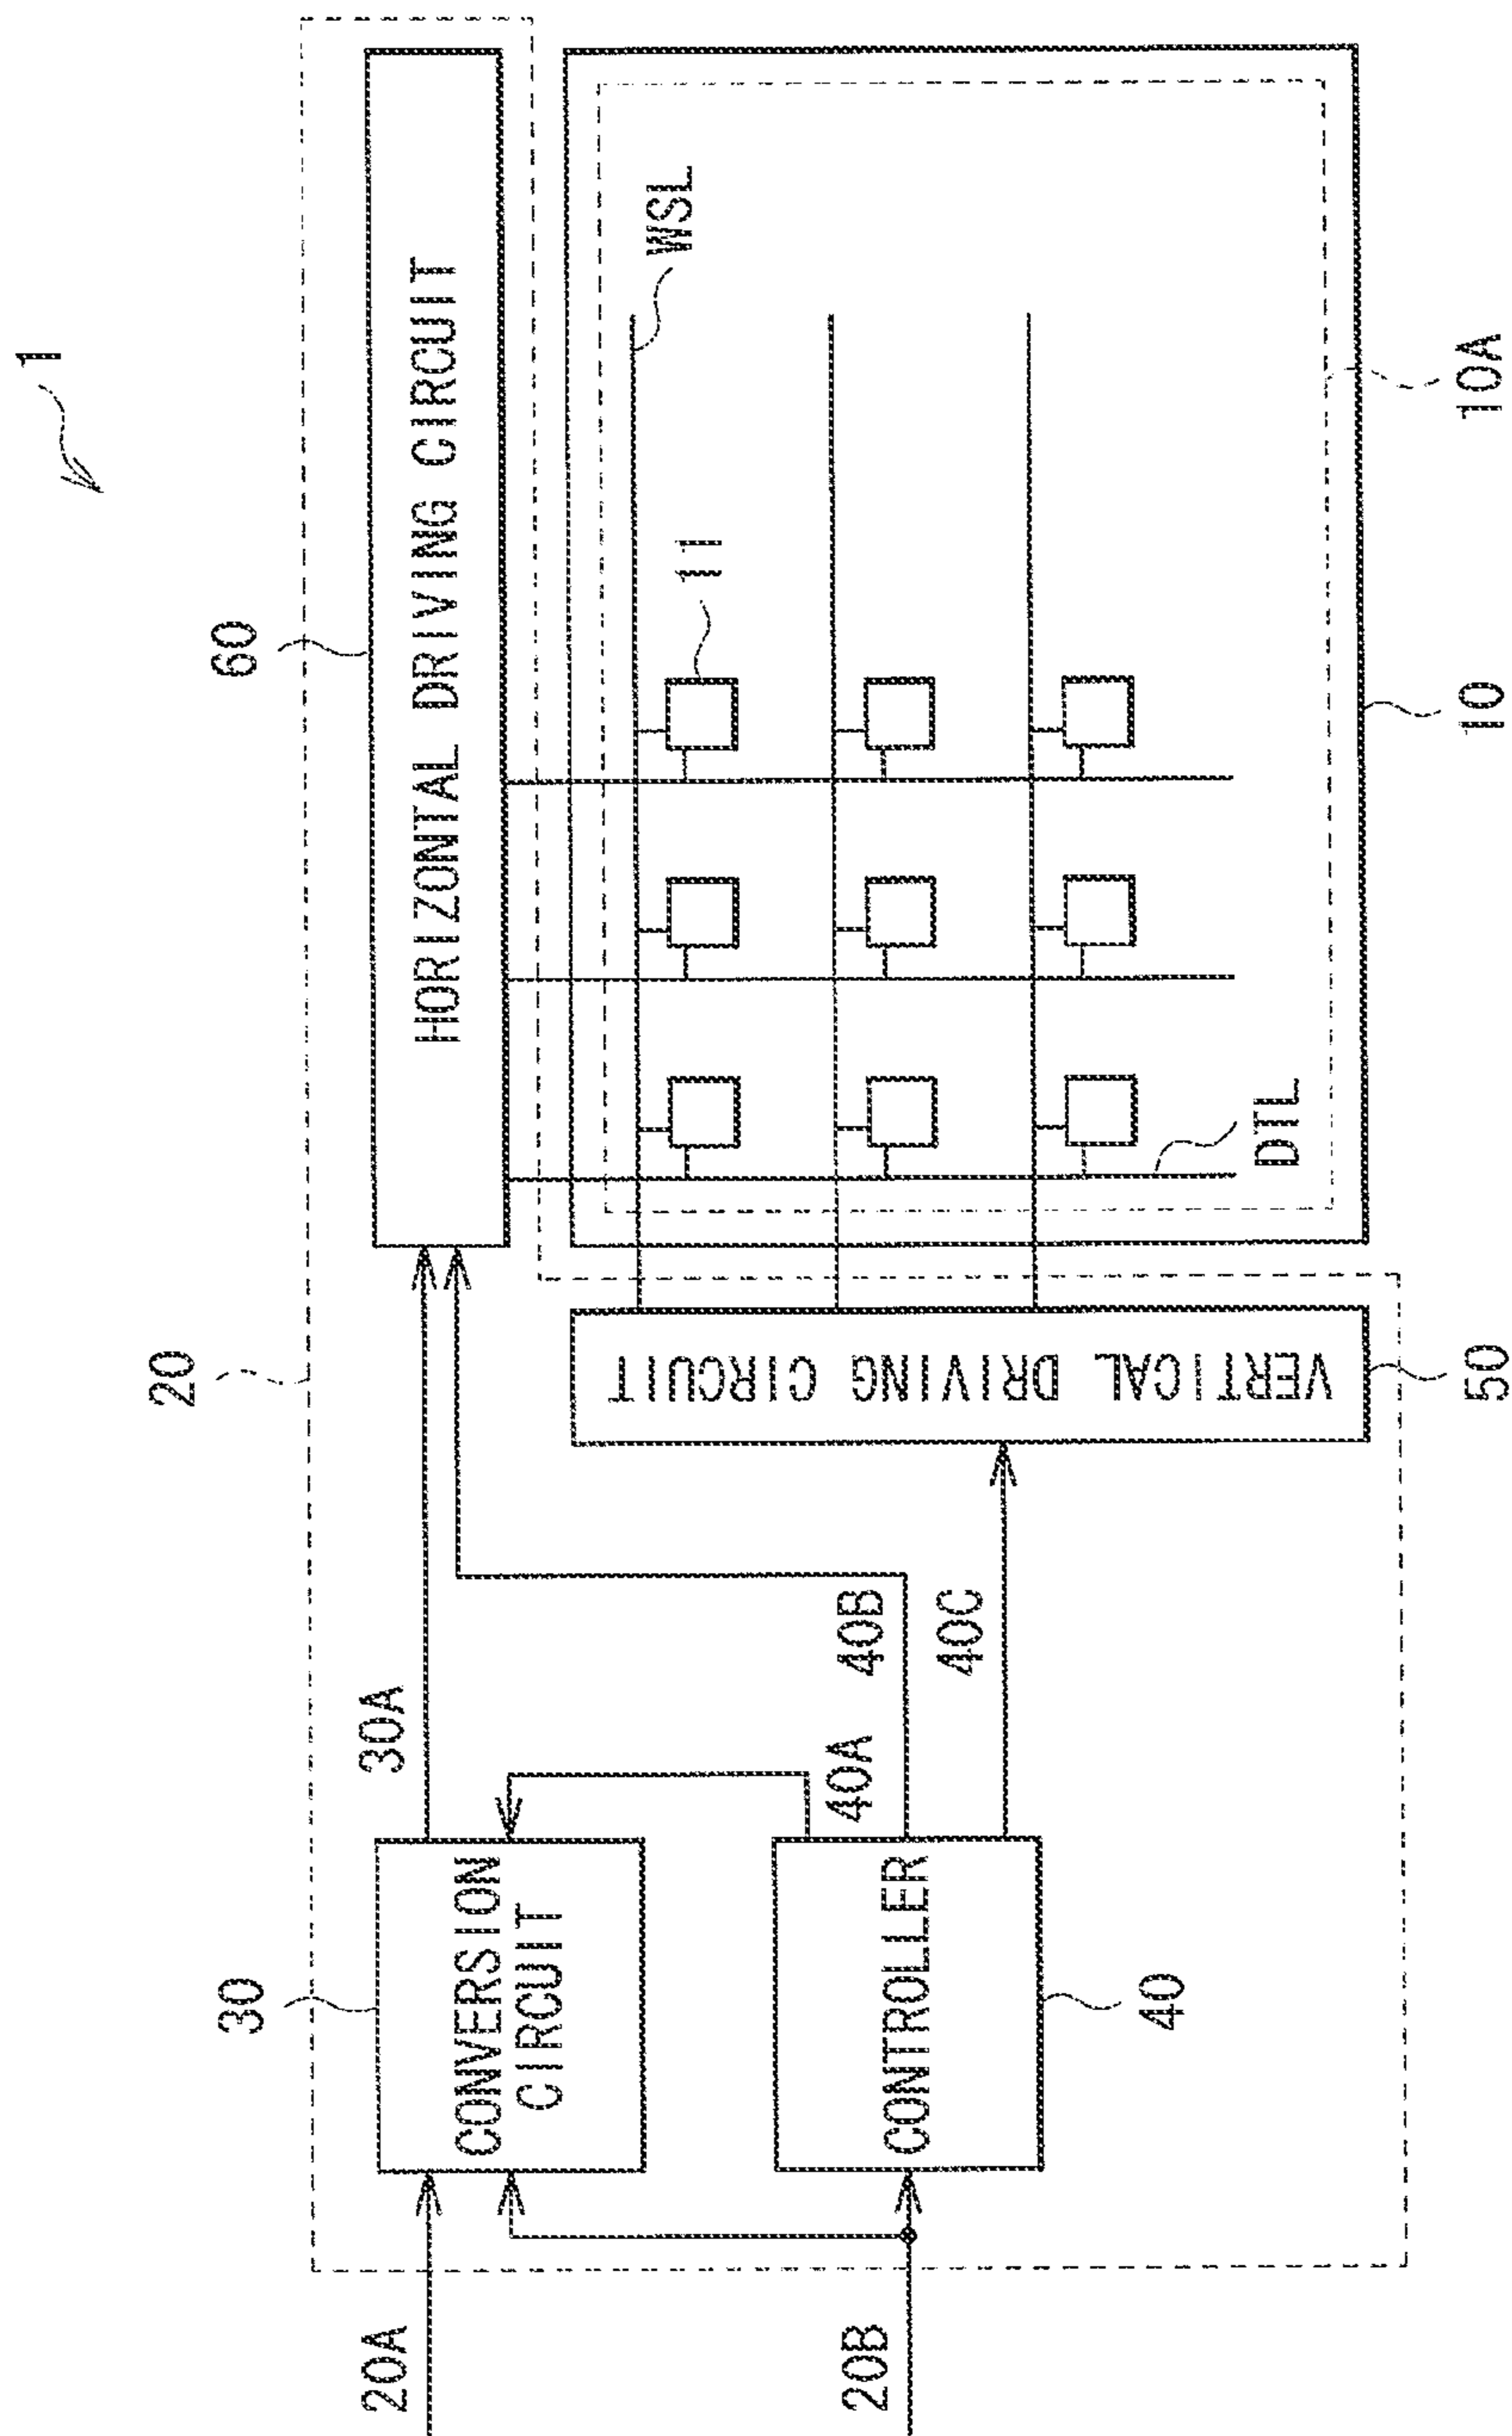 1
20
60
HORIZONTAL DRIVING CIRCUIT
30
30A
20A
CONVERSION
CIRCUIT
WSL
11
40A
40B
40C
20B
CONTROLLER
40
VERTICAL DRIVING CIRCUIT
DTL
50
10
10A